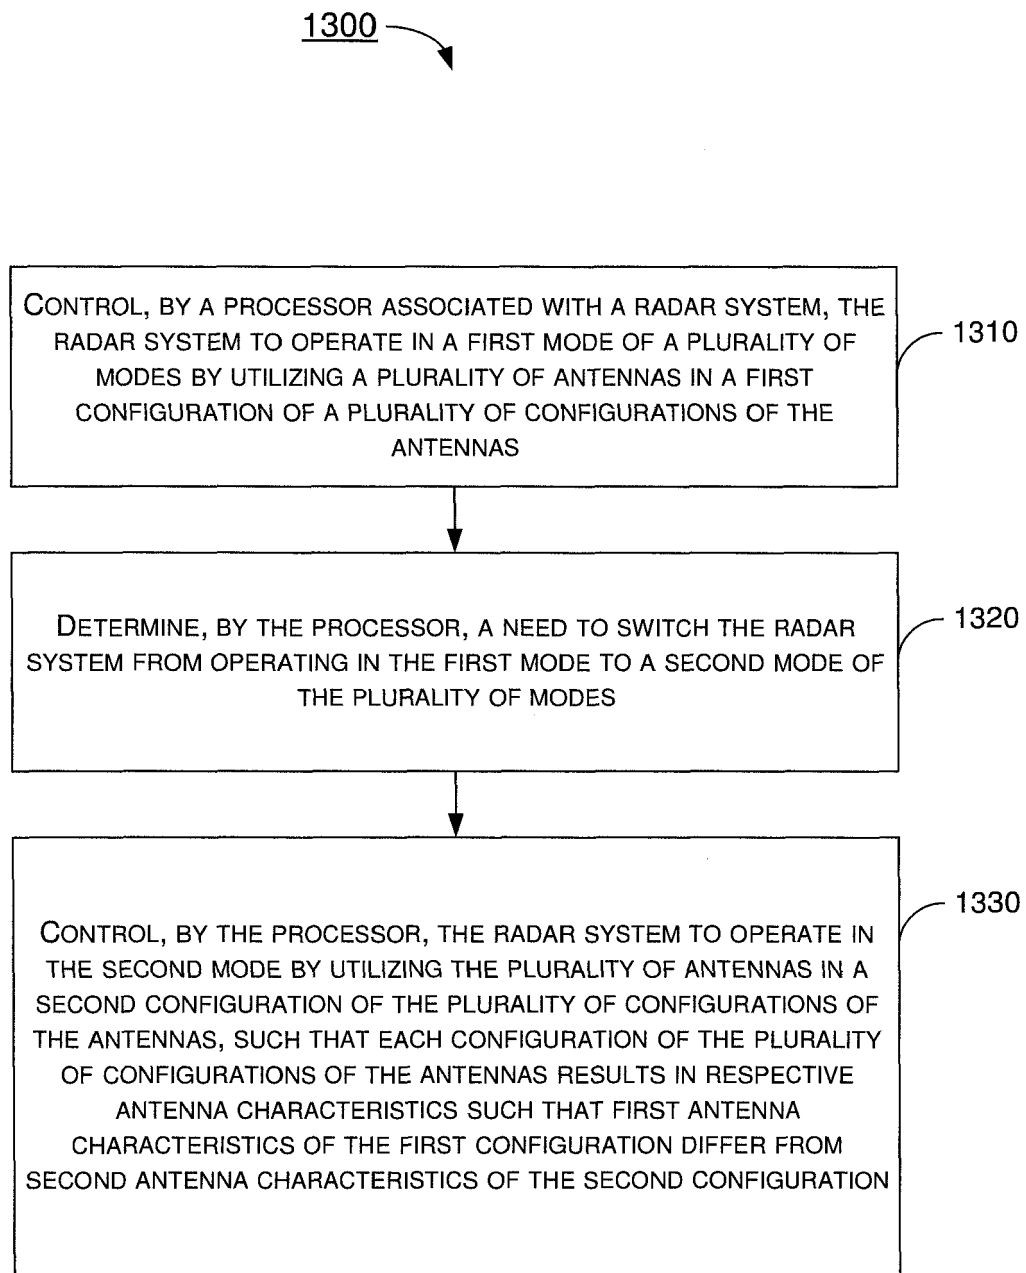 1300
CONTROL, BY A PROCESSOR ASSOCIATED WITH A RADAR SYSTEM, THE
RADAR SYSTEM TO OPERATE IN A FIRST MODE OF A PLURALITY OF
MODES BY UTILIZING A PLURALITY OF ANTENNAS IN A FIRST
CONFIGURATION OF A PLURALITY OF CONFIGURATIONS OF THE
ANTENNAS
1310
DETERMINE, BY THE PROCESSOR, A NEED TO SWITCH THE RADAR
SYSTEM FROM OPERATING IN THE FIRST MODE TO A SECOND MODE OF
THE PLURALITY OF MODES
1320
CONTROL, BY THE PROCESSOR, THE RADAR SYSTEM TO OPERATE IN
THE SECOND MODE BY UTILIZING THE PLURALITY OF ANTENNAS IN A
SECOND CONFIGURATION OF THE PLURALITY OF CONFIGURATIONS OF
THE ANTENNAS, SUCH THAT EACH CONFIGURATION OF THE PLURALITY
OF CONFIGURATIONS OF THE ANTENNAS RESULTS IN RESPECTIVE
ANTENNA CHARACTERISTICS SUCH THAT FIRST ANTENNA
CHARACTERISTICS OF THE FIRST CONFIGURATION DIFFER FROM
SECOND ANTENNA CHARACTERISTICS OF THE SECOND CONFIGURATION
1330